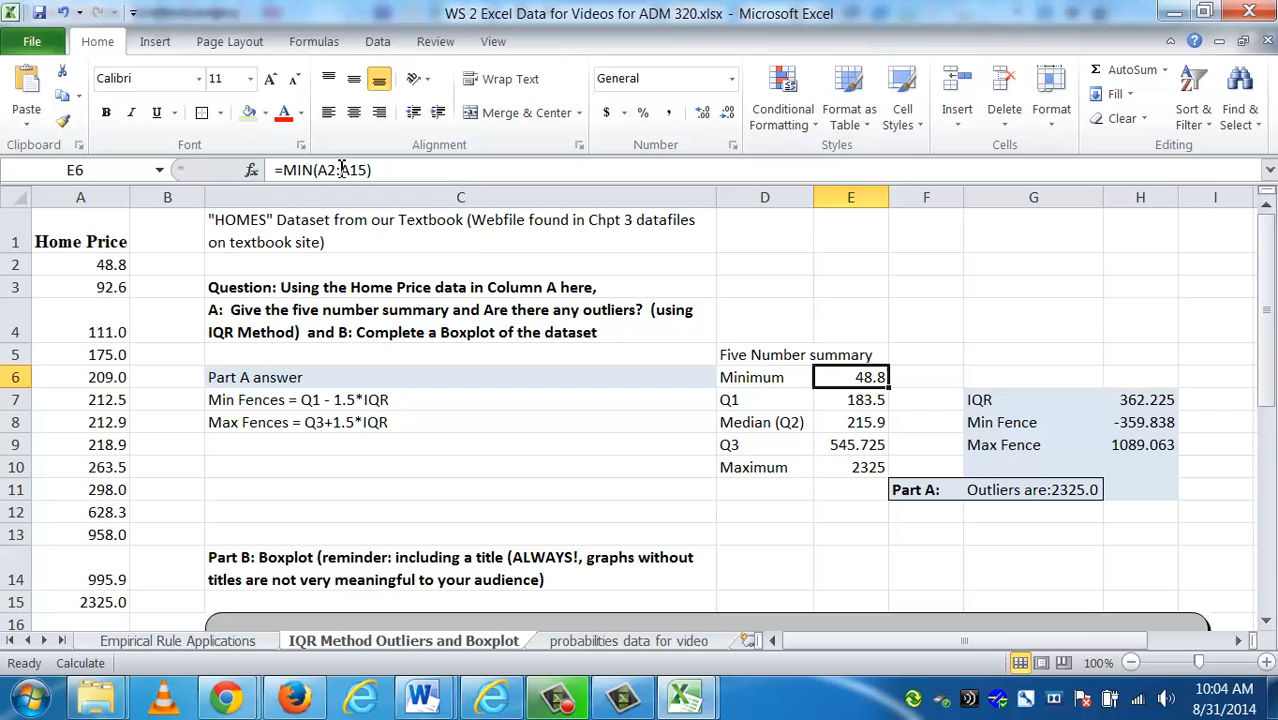 WS 2 Excel Data for Videos for ADM 320.xlsx - Microsoft Excel
File Home Insert Page Layout Formulas Data Review View
Calibri 11 Wrap Text General AutoSum
Paste Conditional Formatting Format as Table Cell Styles Insert Delete Format Fill Sort & Filter Find & Select
B I U A Merge & Center $ % , Clear
Clipboard Font Alignment Number Styles Cells Editing
E6 fx =MIN(A2:A15)
A B C D E F G H I
1 Home Price "HOMES" Dataset from our Textbook (Webfile found in Chpt 3 datafiles
on textbook site)
2 48.8
3 92.6 Question: Using the Home Price data in Column A here,
A: Give the five number summary and Are there any outliers? (using
4 111.0 IQR Method) and B: Complete a Boxplot of the dataset
5 175.0 Five Number summary
6 209.0 Part A answer Minimum 48.8
7 212.5 Min Fences = Q1 - 1.5*IQR Q1 183.5 IQR 362.225
8 212.9 Max Fences = Q3+1.5*IQR Median (Q2) 215.9 Min Fence -359.838
9 218.9 Q3 545.725 Max Fence 1089.063
10 263.5 Maximum 2325
11 298.0 Part A: Outliers are:2325.0
12 628.3
13 958.0
Part B: Boxplot (reminder: including a title (ALWAYS!, graphs without
14 995.9 titles are not very meaningful to your audience)
15 2325.0
16
Empirical Rule Applications IQR Method Outliers and Boxplot probabilities data for video
Ready Calculate 100%
10:04 AM
8/31/2014